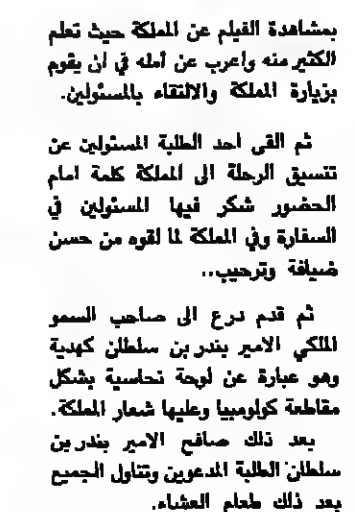 بمشاهدة الفيلم عن المملكة حيث تعلم
الكثير منه واعرب عن أمله في ان يقوم
بزيارة المملكة والالتقاء بالمسئولين.
ثم القى احد الطلبة المسئولين عن
تنسيق الرحلة الى المملكة كلمة امام
الحضور شكر فيها المسئولين في
السفارة وفي المملكة لما لقوه من حسن
ضيافة وترحيب..
ثم قدم درع الى صاحب السمو
الملكي الامير بندر بن سلطان كهدية
وهو عبارة عن لوحة نحاسية بشكل
مقاطعة كولومبيا وعليها شعار المملكة.
بعد ذلك صافح الامير بندر بن
سلطان الطلبة المدعوين وتناول الجميع
بعد ذلك طعام العشاء.